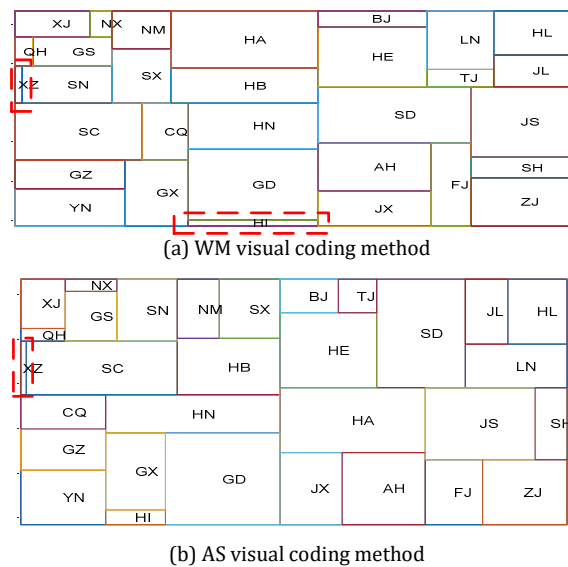 XJ NX NM HA BJ LN HL
QH GS HE
SX TJ JL
XZ SN HB
SC CQ HN SD JS
AH SH
GZ FJ
YN GX GD JX ZJ
HI
(a) WM visual coding method
NX BJ TJ
XJ GS SN NM SX SD JL HL
QH HE
XZ SC HB LN
CQ HN HA JS SH
GZ
GX GD JX AH FJ ZJ
YN
HI
(b) AS visual coding method